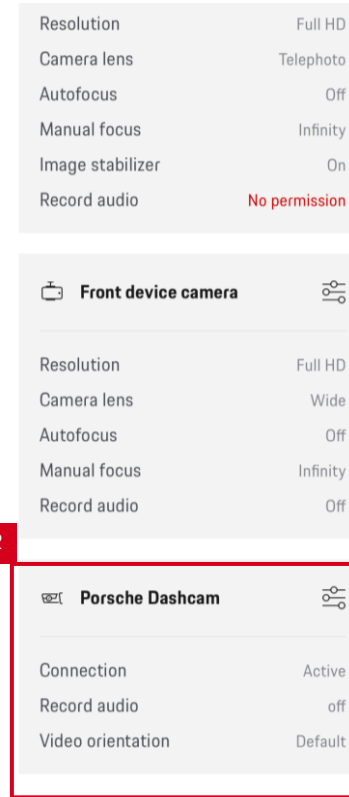 Resolution Full HD
Camera lens Telephoto
Autofocus Off
Manual focus Infinity
Image stabilizer On
Record audio No permission
Front device camera
Resolution Full HD
Camera lens Wide
Autofocus Off
Manual focus Infinity
Record audio Off
2
Porsche Dashcam
Connection Active
Record audio off
Video orientation Default